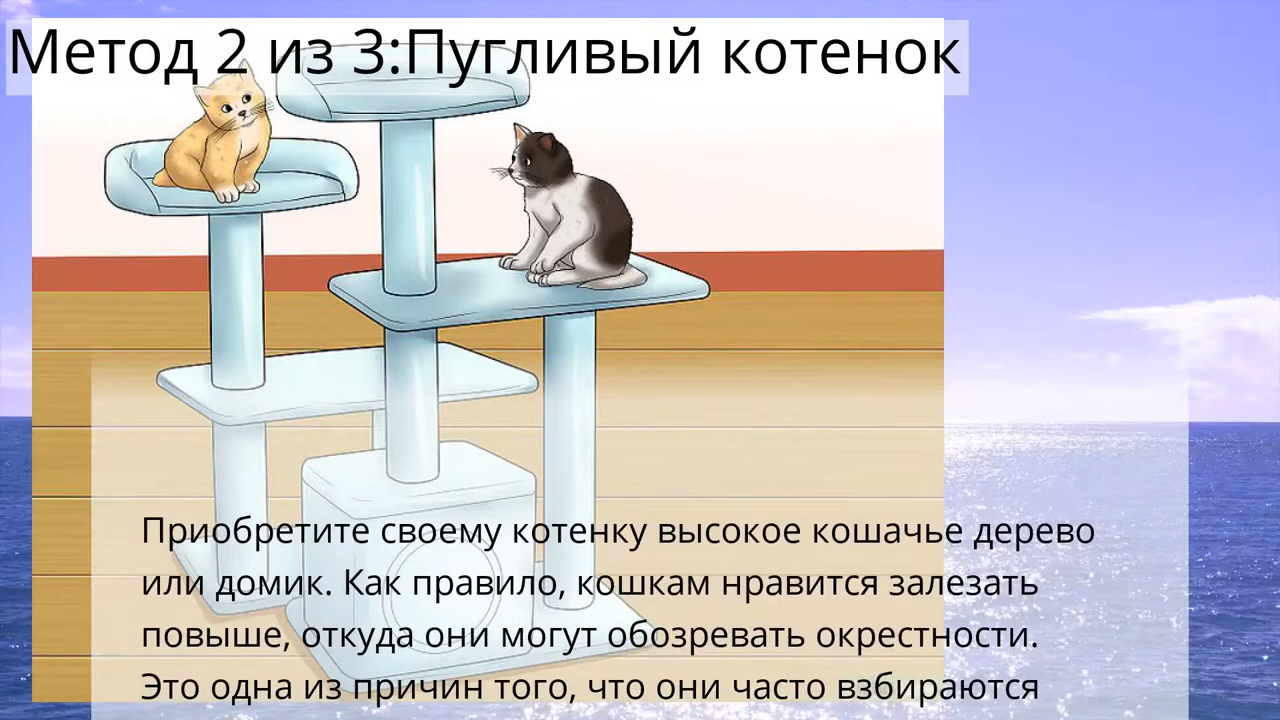 Метод 2 из 3:Пугливый котенок
Приобретите своему котенку высокое кошачье дерево
или домик. Как правило, кошкам нравится залезать
повыше, откуда они могут обозревать окрестности.
Это одна из причин того, что они часто взбираются